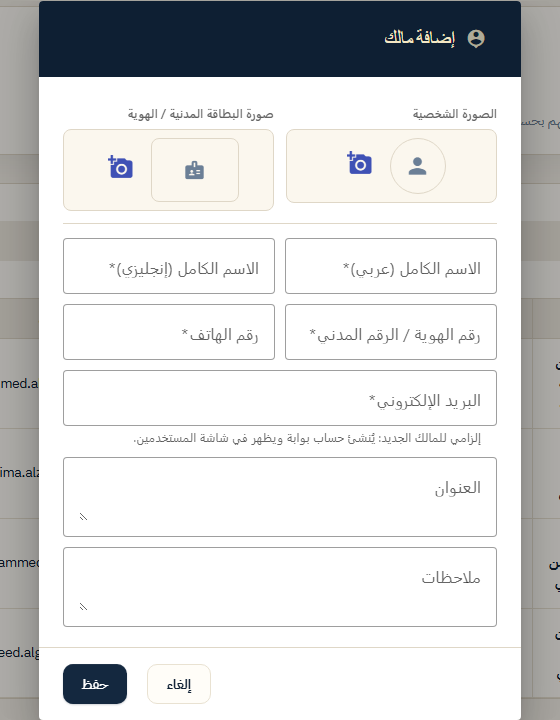 إضافة مالك
الصورة الشخصية
صورة البطاقة المدنية / الهوية
الاسم الكامل (عربي)*
الاسم الكامل (إنجليزي)*
رقم الهوية / الرقم المدني*
رقم الهاتف*
البريد الإلكتروني*
إلزامي للمالك الجديد: يُنشئ حساب بوابة ويظهر في شاشة المستخدمين.
العنوان
ملاحظات
إلغاء
حفظ